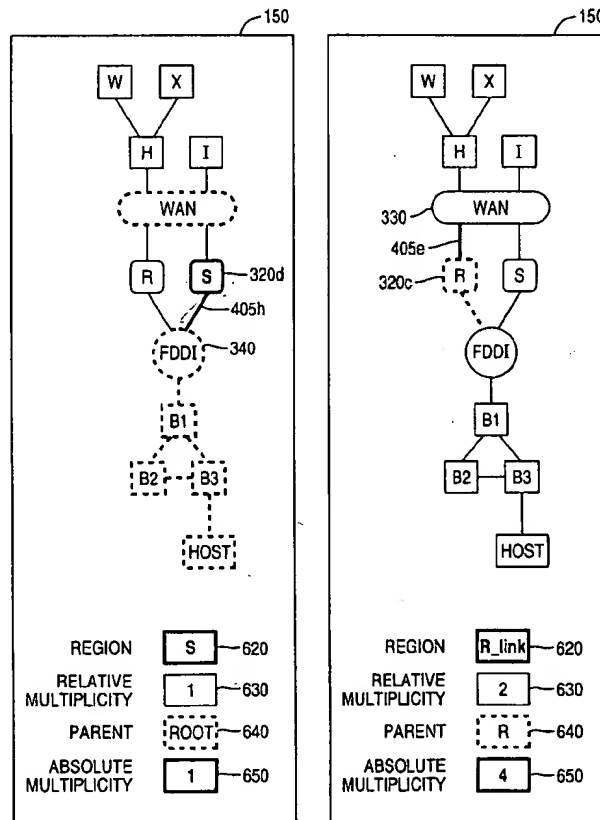 150
W X
H I
WAN
R S 320d
405h
FDDI 340
B1
B2 B3
HOST
REGION S 620
RELATIVE
MULTIPLICITY 1 630
PARENT ROOT 640
ABSOLUTE
MULTIPLICITY 1 650
150
W X
H I
330 WAN
405e
320c R S
FDDI
B1
B2 B3
HOST
REGION R_link 620
RELATIVE
MULTIPLICITY 2 630
PARENT R 640
ABSOLUTE
MULTIPLICITY 4 650